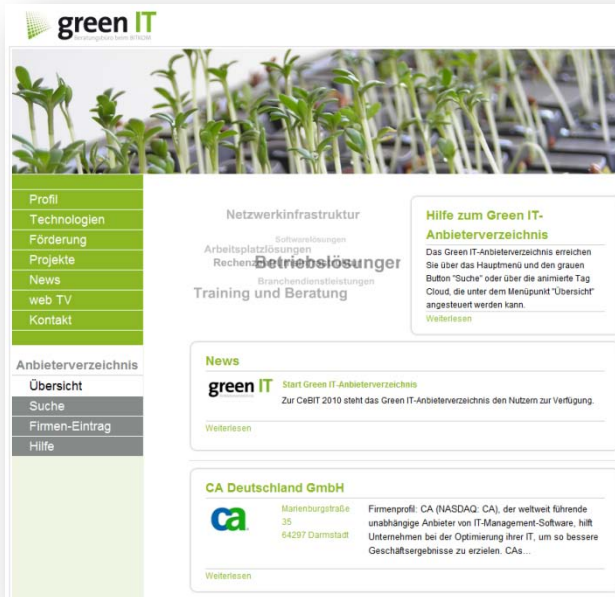 green IT
Beratungsbüro beim BITKOM
Profil
Technologien
Förderung
Projekte
News
web TV
Kontakt
Anbieterverzeichnis
Übersicht
Suche
Firmen-Eintrag
Hilfe
Netzwerkinfrastruktur
Softwarelösungen
Arbeitsplatzlösungen
Betriebslösungen
Branchendienstleistungen
Training und Beratung
Hilfe zum Green IT-
Anbieterverzeichnis
Das Green IT-Anbieterverzeichnis erreichen
Sie über das Hauptmenü und den grauen
Button "Suche" oder über die animierte Tag
Cloud, die unter dem Menüpunkt "Übersicht"
angesteuert werden kann.
Weiterlesen
News
green IT
Start Green IT-Anbieterverzeichnis
Zur CeBIT 2010 steht das Green IT-Anbieterverzeichnis den Nutzern zur Verfügung.
Weiterlesen
CA Deutschland GmbH
ca
Marienburgstraße
35
64297 Darmstadt
Firmenprofil: CA (NASDAQ: CA), der weltweit führende
unabhängige Anbieter von IT-Management-Software, hilft
Unternehmen bei der Optimierung ihrer IT, um so bessere
Geschäftsergebnisse zu erzielen. CAs...
Weiterlesen